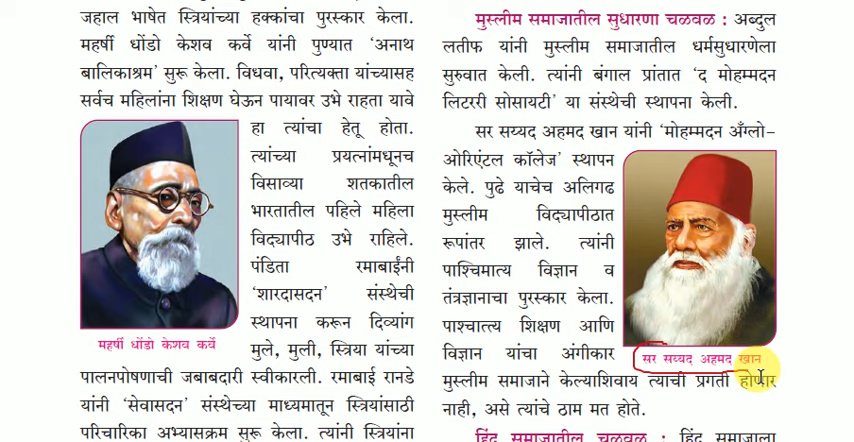 जहाल भाषेत स्त्रियांच्या हक्कांचा पुरस्कार केला.
महर्षी धोंडो केशव कर्वे यांनी पुण्यात ‘अनाथ
बालिकाश्रम’ सुरू केला. विधवा, परित्यक्ता यांच्यासह
सर्वच महिलांना शिक्षण घेऊन पायावर उभे राहता यावे
हा त्यांचा हेतू होता.
त्यांच्या प्रयत्नांमधूनच
विसाव्या शतकातील
भारतातील पहिले महिला
विद्यापीठ उभे राहिले.
पंडिता रमाबाईंनी
‘शारदासदन’ संस्थेची
स्थापना करून दिव्यांग
मुले, मुली, स्त्रिया यांच्या
महर्षी धोंडो केशव कर्वे
पालनपोषणाची जबाबदारी स्वीकारली. रमाबाई रानडे
यांनी ‘सेवासदन’ संस्थेच्या माध्यमातून स्त्रियांसाठी
परिचारिका अभ्यासक्रम सुरू केला. त्यांनी स्त्रियांना
मुस्लीम समाजातील सुधारणा चळवळ : अब्दुल
लतीफ यांनी मुस्लीम समाजातील धर्मसुधारणेला
सुरुवात केली. त्यांनी बंगाल प्रांतात ‘द मोहम्मदन
लिटररी सोसायटी’ या संस्थेची स्थापना केली.
सर सय्यद अहमद खान यांनी ‘मोहम्मदन अँग्लो-
ओरिएंटल कॉलेज’ स्थापन
केले. पुढे याचेच अलिगढ
मुस्लीम विद्यापीठात
रूपांतर झाले. त्यांनी
पाश्चिमात्य विज्ञान व
तंत्रज्ञानाचा पुरस्कार केला.
पाश्चात्त्य शिक्षण आणि
विज्ञान यांचा अंगीकार
सर सय्यद अहमद खान
मुस्लीम समाजाने केल्याशिवाय त्यांची प्रगती होणार
नाही, असे त्यांचे ठाम मत होते.
हिंदू समाजातील चळवळ : हिंदू समाजाला